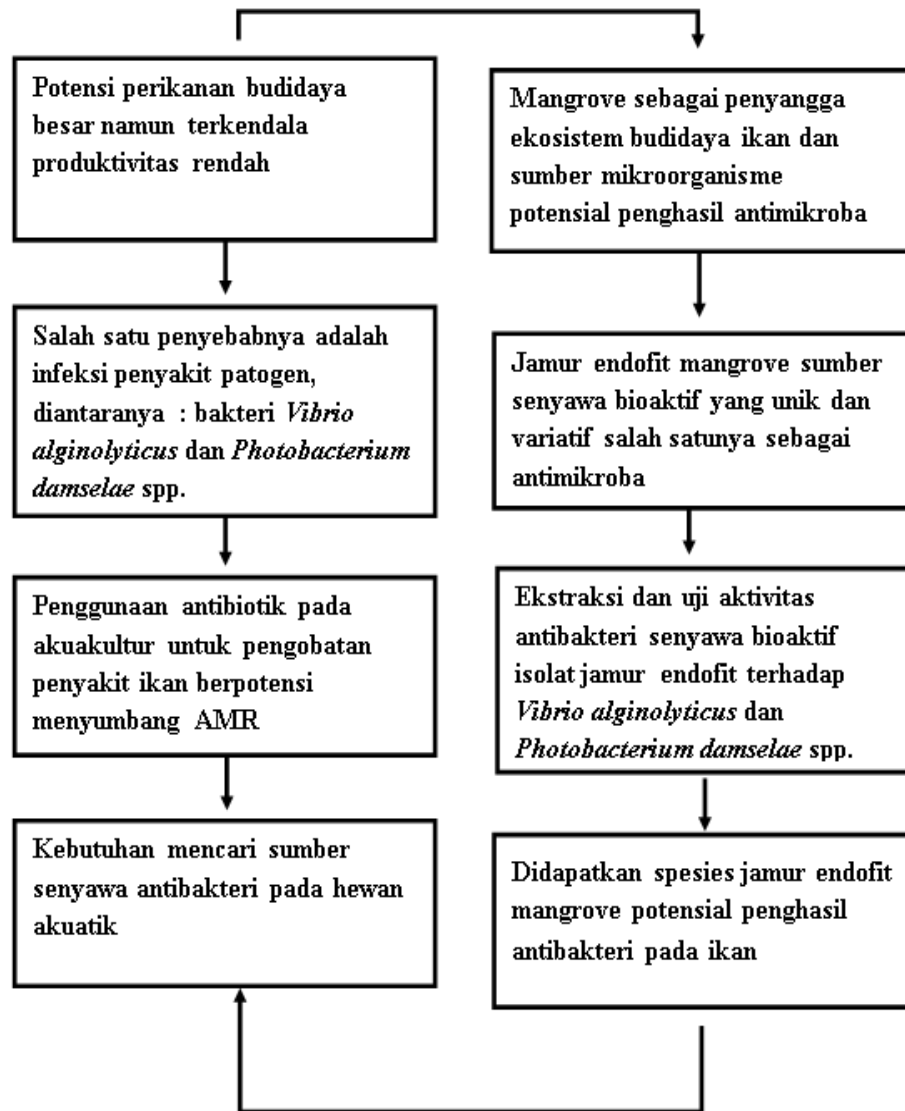 Potensi perikanan budidaya
besar namun terkendala
produktivitas rendah
Salah satu penyebabnya adalah
infeksi penyakit patogen,
diantaranya : bakteri Vibrio
alginolyticus dan Photobacterium
damselae spp.
Penggunaan antibiotik pada
akuakultur untuk pengobatan
penyakit ikan berpotensi
menyumbang AMR
Kebutuhan mencari sumber
senyawa antibakteri pada hewan
akuatik
Mangrove sebagai penyangga
ekosistem budidaya ikan dan
sumber mikroorganisme
potensial penghasil antimikroba
Jamur endofit mangrove sumber
senyawa bioaktif yang unik dan
variatif salah satunya sebagai
antimikroba
Ekstraksi dan uji aktivitas
antibakteri senyawa bioaktif
isolat jamur endofit terhadap
Vibrio alginolyticus dan
Photobacterium damselae spp.
Didapatkan spesies jamur endofit
mangrove potensial penghasil
antibakteri pada ikan